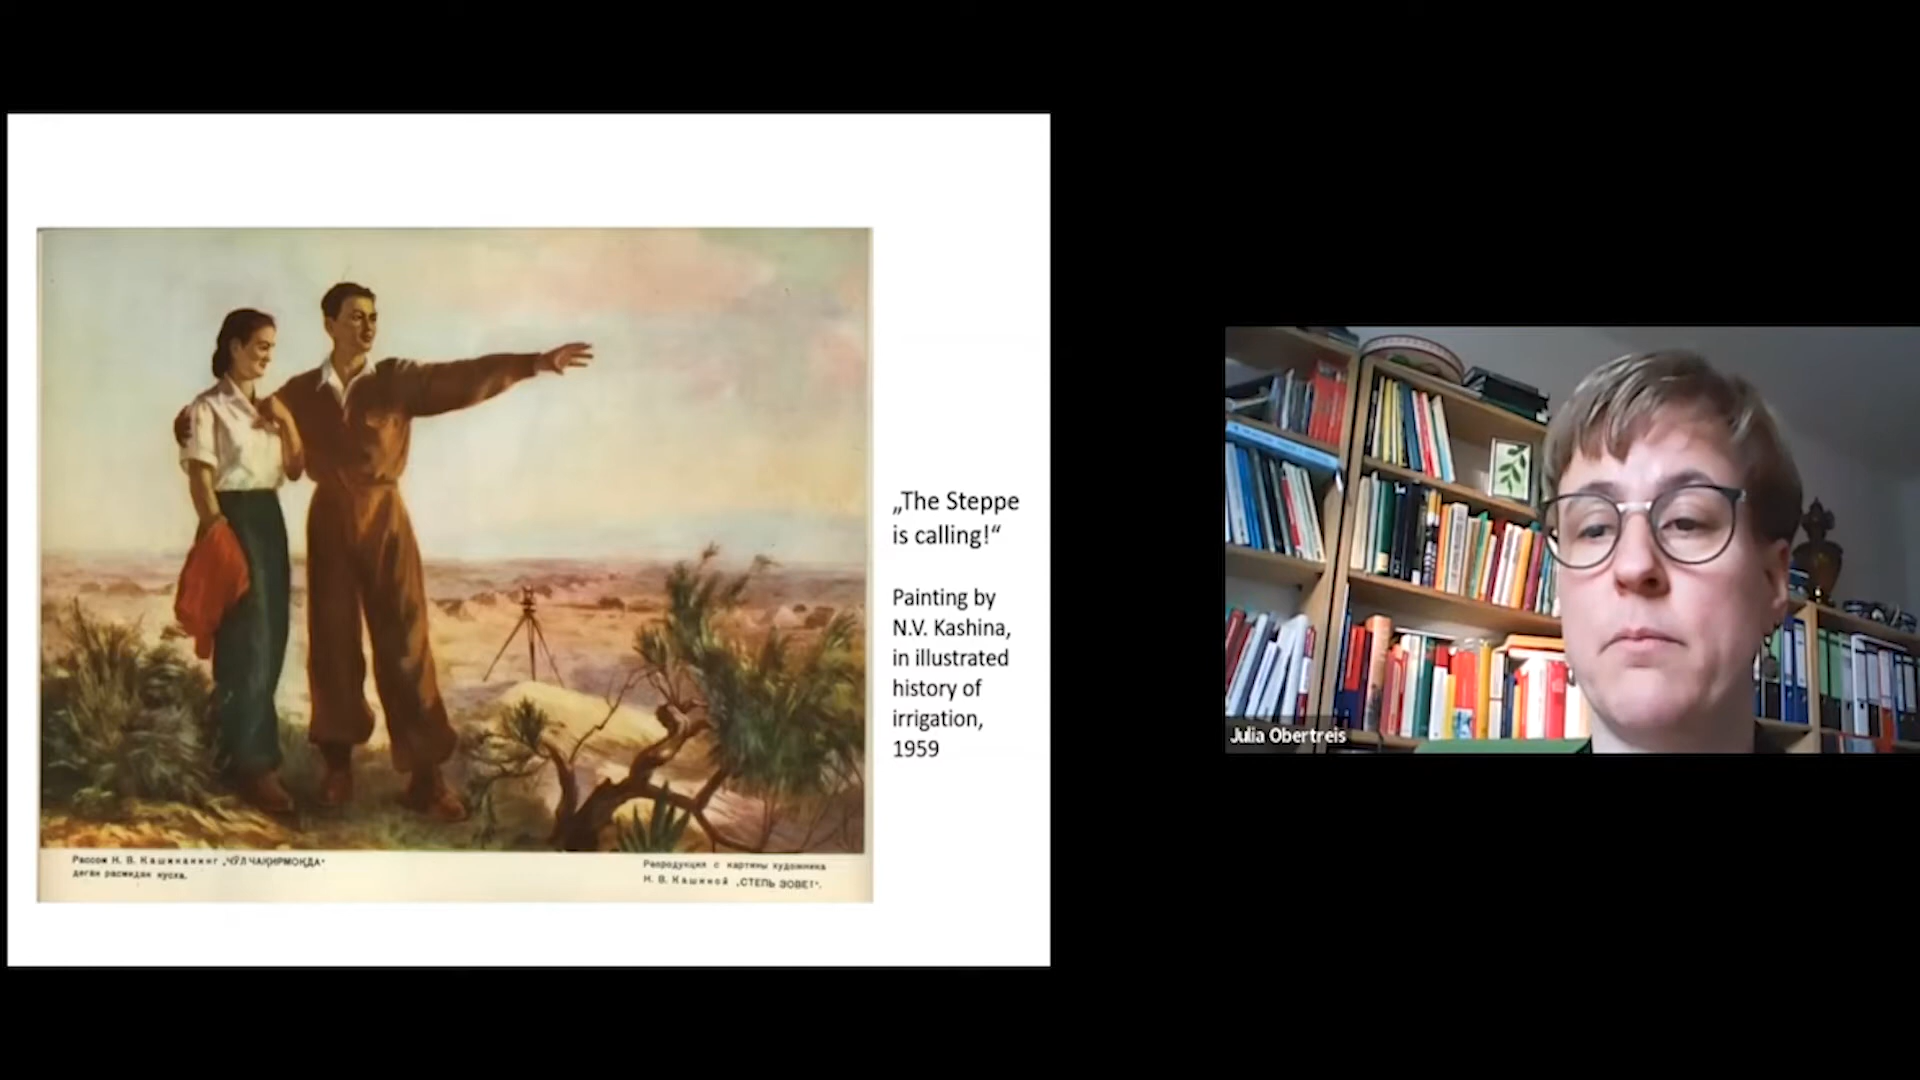 „The Steppe
is calling!“
Painting by
N.V. Kashina,
in illustrated
history of
irrigation,
1959
Рассом Н. В. Кашинанинг „ЧЎЛ ЧАҚИРМОҚДА“
деган расмидан нусха.
Репродукция с картины художника
Н. В. Кашиной „СТЕПЬ ЗОВЕТ“.
Julia Obertreis